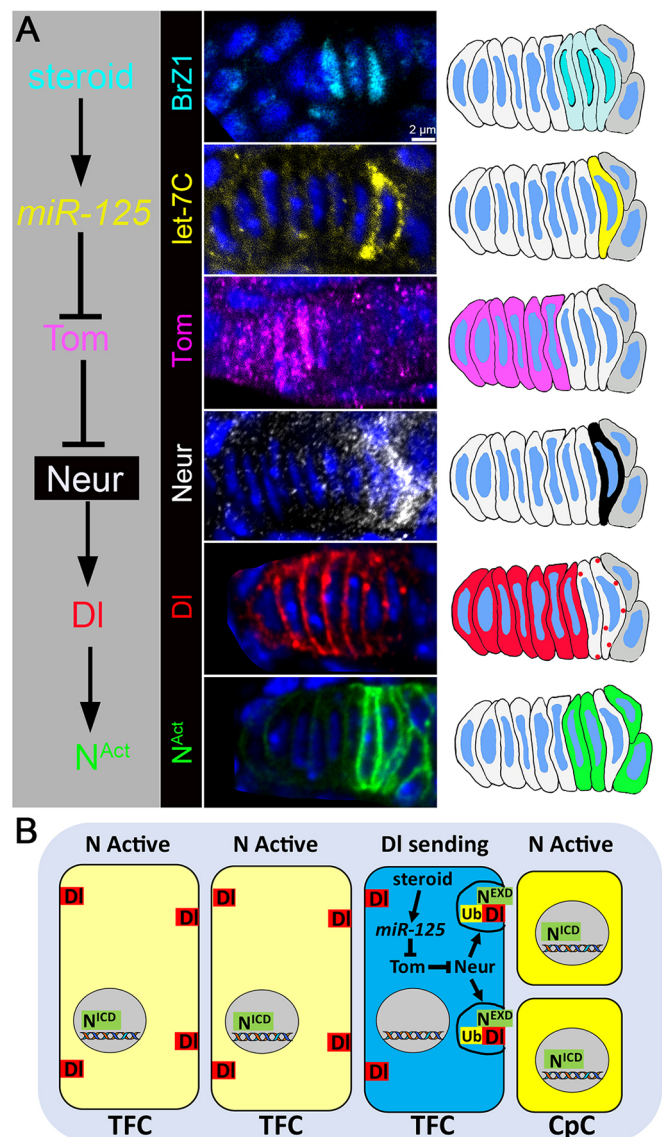 A
steroid
miR-125
Tom
Neur
Dl
NAct
BrZ1
2 µm
let-7C
Tom
Neur
Dl
NAct
B
N Active
N Active
Dl sending
N Active
Dl
Dl
Dl
Dl
Dl
steroid
miR-125
Tom
Neur
NEXD
Ub
Dl
NICD
NICD
NICD
Dl
Dl
Dl
Dl
Dl
NEXD
Ub
Dl
NICD
TFC
TFC
TFC
CpC